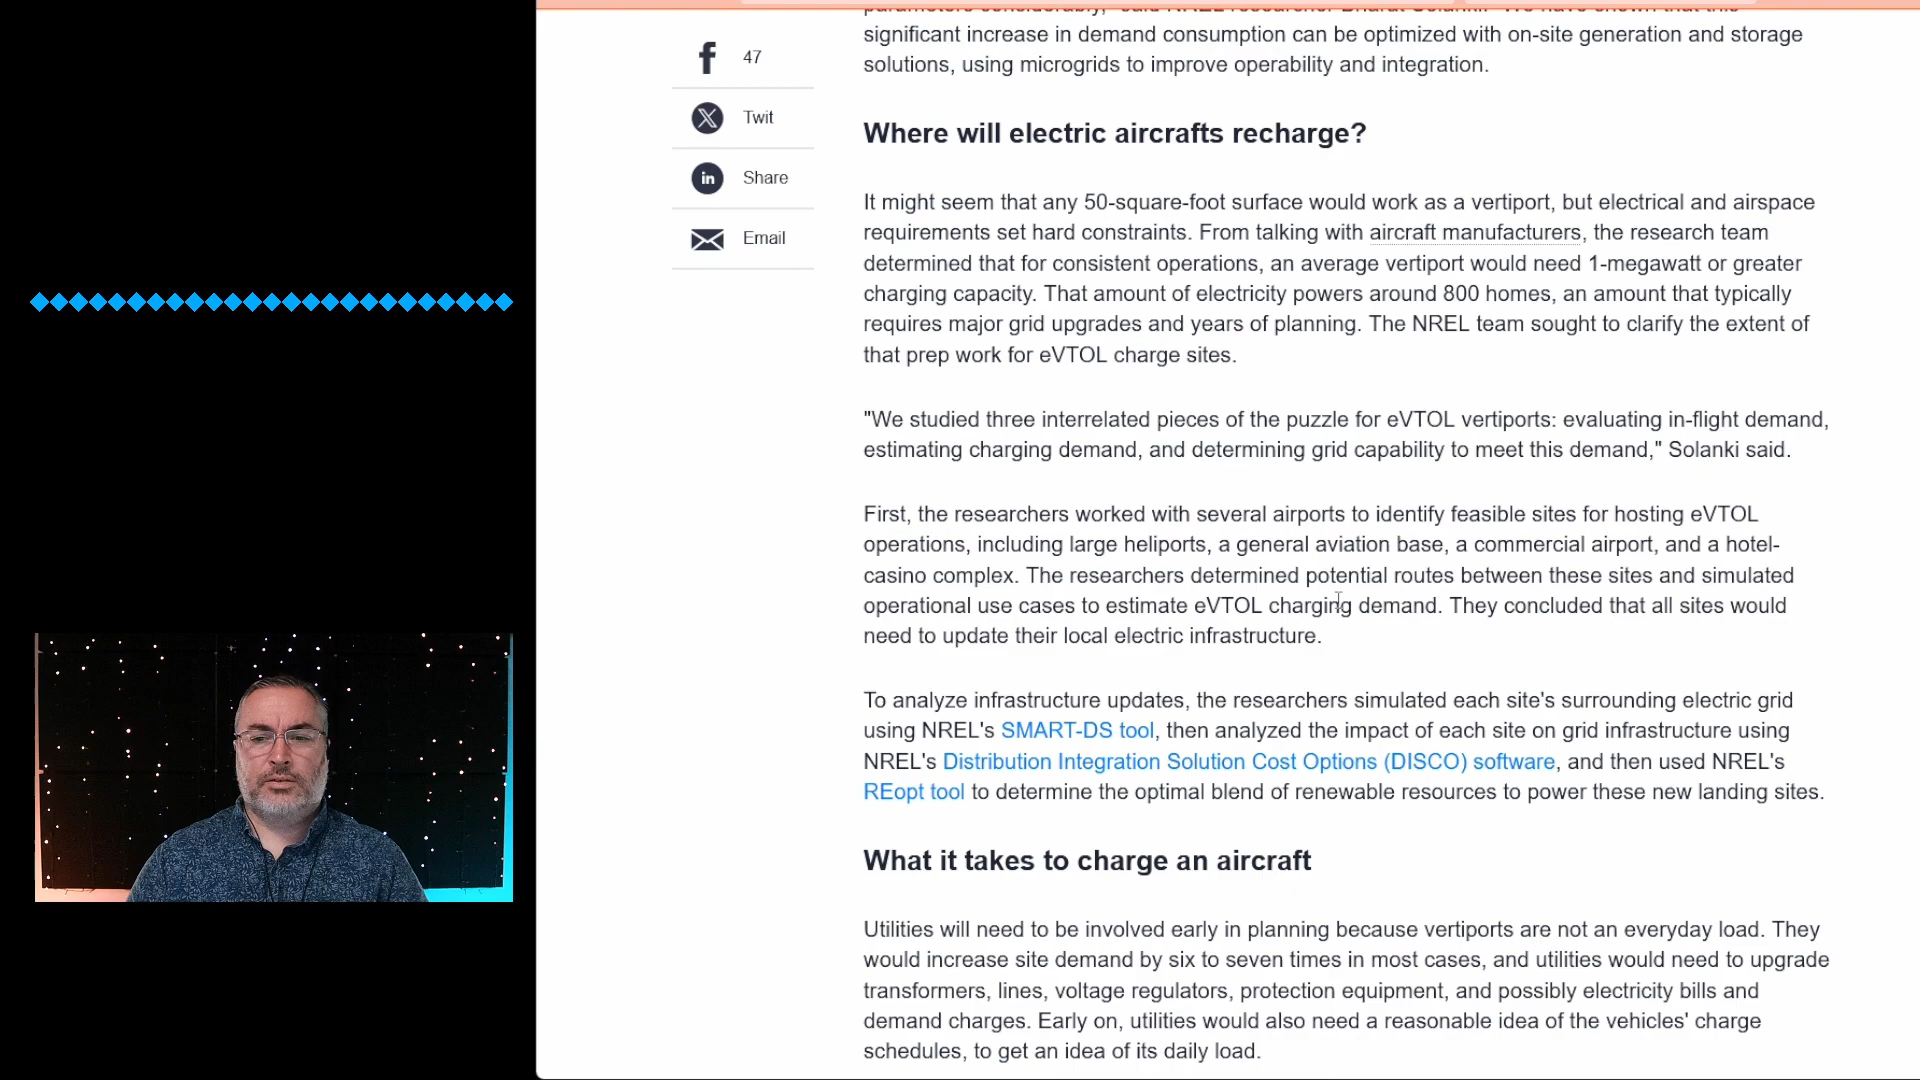 47
Twit
Share
Email
significant increase in demand consumption can be optimized with on-site generation and storage
solutions, using microgrids to improve operability and integration.
Where will electric aircrafts recharge?
It might seem that any 50-square-foot surface would work as a vertiport, but electrical and airspace
requirements set hard constraints. From talking with aircraft manufacturers, the research team
determined that for consistent operations, an average vertiport would need 1-megawatt or greater
charging capacity. That amount of electricity powers around 800 homes, an amount that typically
requires major grid upgrades and years of planning. The NREL team sought to clarify the extent of
that prep work for eVTOL charge sites.
"We studied three interrelated pieces of the puzzle for eVTOL vertiports: evaluating in-flight demand,
estimating charging demand, and determining grid capability to meet this demand," Solanki said.
First, the researchers worked with several airports to identify feasible sites for hosting eVTOL
operations, including large heliports, a general aviation base, a commercial airport, and a hotel-
casino complex. The researchers determined potential routes between these sites and simulated
operational use cases to estimate eVTOL charging demand. They concluded that all sites would
need to update their local electric infrastructure.
To analyze infrastructure updates, the researchers simulated each site's surrounding electric grid
using NREL's SMART-DS tool, then analyzed the impact of each site on grid infrastructure using
NREL's Distribution Integration Solution Cost Options (DISCO) software, and then used NREL's
REopt tool to determine the optimal blend of renewable resources to power these new landing sites.
What it takes to charge an aircraft
Utilities will need to be involved early in planning because vertiports are not an everyday load. They
would increase site demand by six to seven times in most cases, and utilities would need to upgrade
transformers, lines, voltage regulators, protection equipment, and possibly electricity bills and
demand charges. Early on, utilities would also need a reasonable idea of the vehicles' charge
schedules, to get an idea of its daily load.